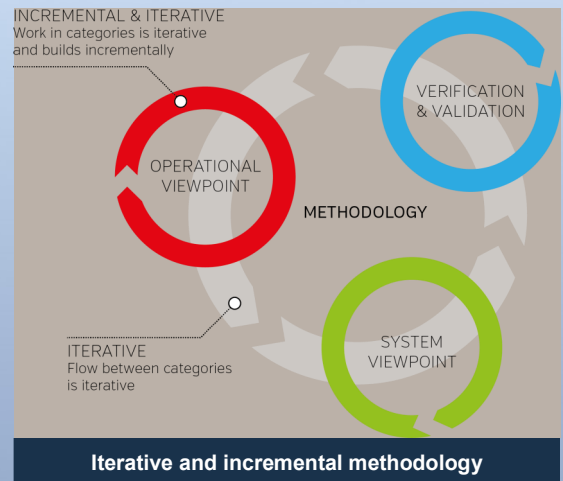 INCREMENTAL & ITERATIVE
Work in categories is iterative
and builds incrementally
VERIFICATION
& VALIDATION
OPERATIONAL
VIEWPOINT
METHODOLOGY
SYSTEM
VIEWPOINT
ITERATIVE
Flow between categories
is iterative
Iterative and incremental methodology